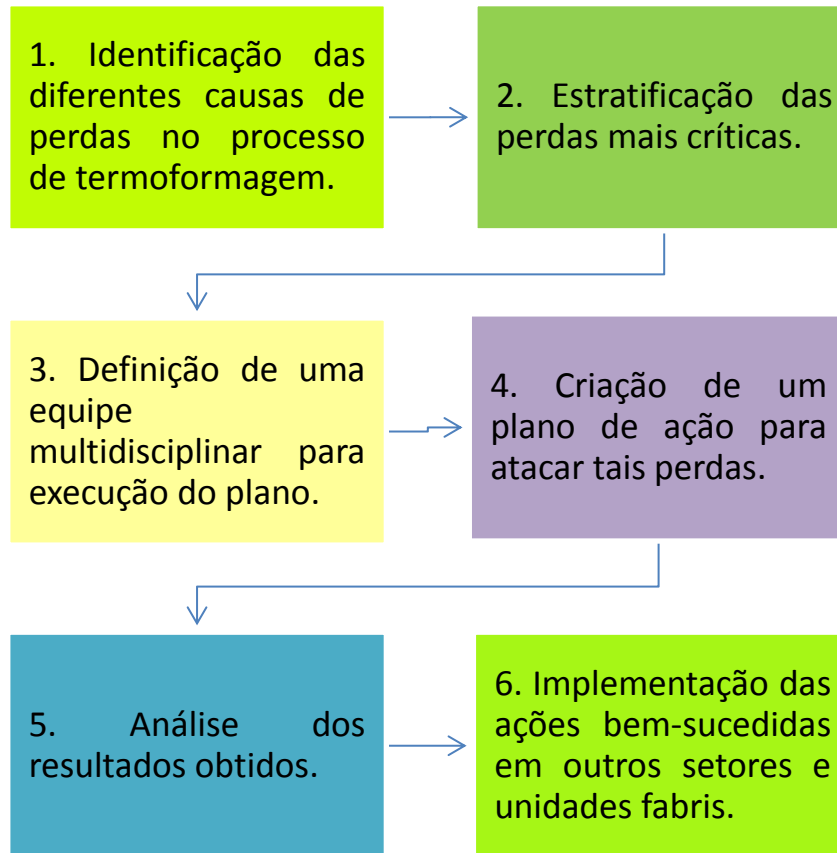 1. Identificação das
diferentes causas de
perdas no processo
de termoformagem.
2. Estratificação das
perdas mais críticas.
3. Definição de uma
equipe
multidisciplinar para
execução do plano.
4. Criação de um
plano de ação para
atacar tais perdas.
5. Análise dos
resultados obtidos.
6. Implementação das
ações bem-sucedidas
em outros setores e
unidades fabris.